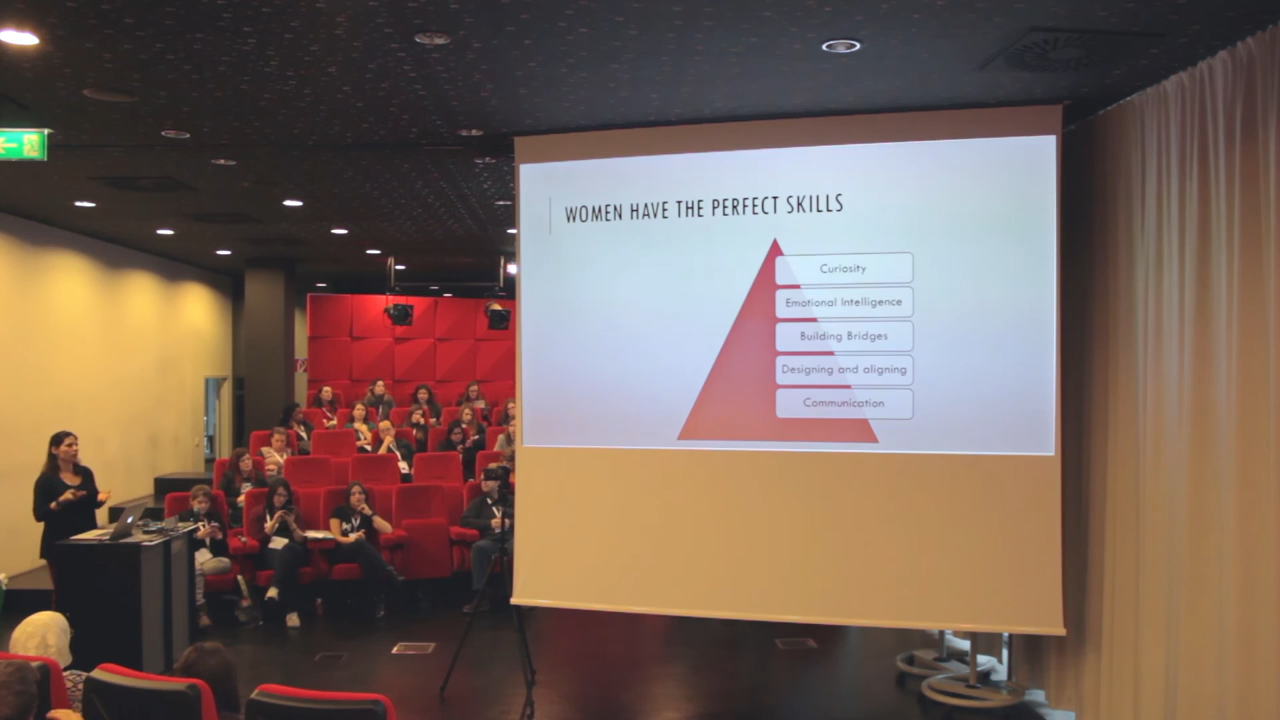 WOMEN HAVE THE PERFECT SKILLS
Curiosity
Emotional Intelligence
Building Bridges
Designing and aligning
Communication